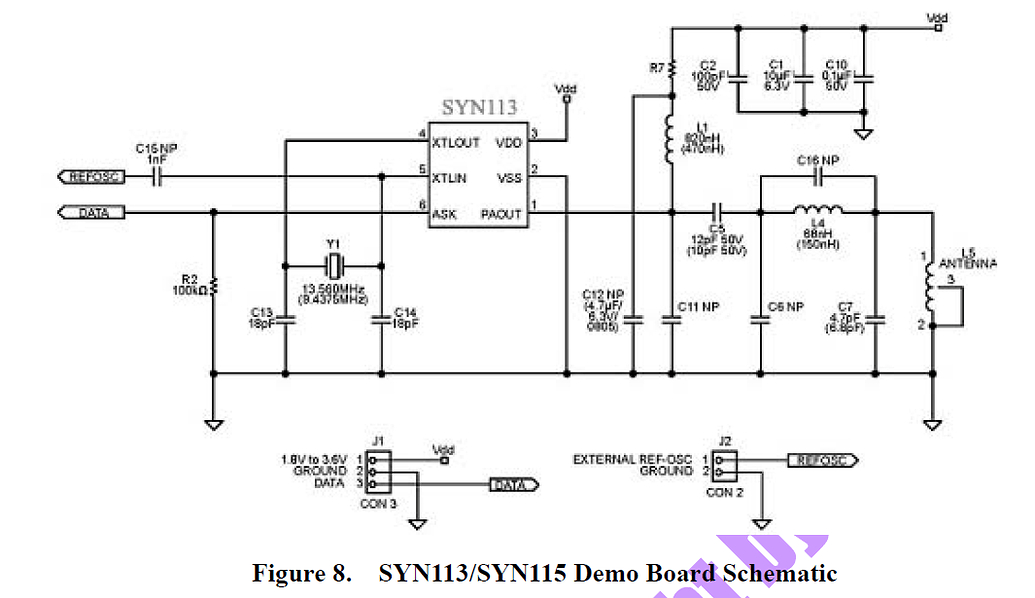 Vdd
R7
C2
100pF
50V
C1
10µF
6.3V
C10
0.1µF
50V
Vdd
SYN113
L1
820nH
(470nH)
C15 NP
1nF
4
XTLOUT
VDD
3
C16 NP
REFOSC
5
XTLIN
VSS
2
DATA
6
ASK
PAOUT
1
C5
12pF 50V
(10pF 50V)
L4
68nH
(150nH)
Y1
1
L5
ANTENNA
3
R2
100kΩ
13.560MHz
(9.4375MHz)
C12 NP
(4.7µF/
6.3V/
0805)
C13
18pF
C14
18pF
C11 NP
C6 NP
C7
4.7pF
(6.8pF)
2
J1
Vdd
J2
1.8V to 3.6V 1
GROUND 2
DATA 3
DATA
CON 3
EXTERNAL REF-OSC 1
GROUND 2
REFOSC
CON 2
Figure 8. SYN113/SYN115 Demo Board Schematic